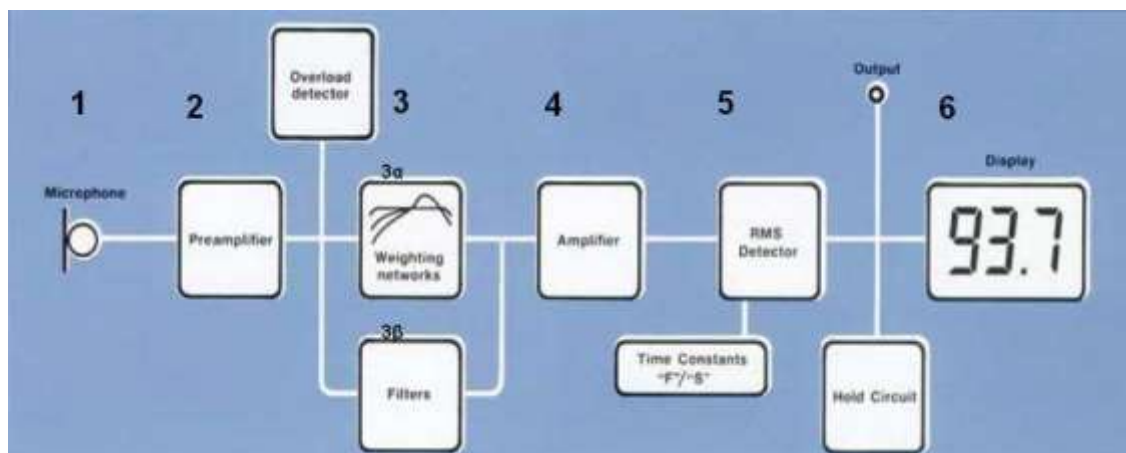 1
2
Overload
detector
3
4
5
Output
6
Microphone
Preamplifier
3α
Weighting
networks
Amplifier
RMS
Detector
Display
93.7
3β
Filters
Time Constants
"F"/"S"
Hold Circuit